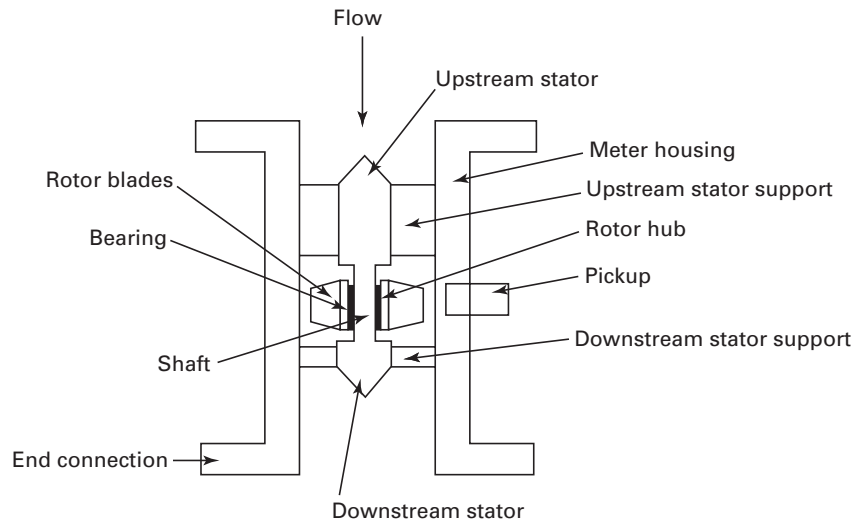 Flow
Upstream stator
Meter housing
Rotor blades
Upstream stator support
Bearing
Rotor hub
Pickup
Downstream stator support
Shaft
End connection
Downstream stator